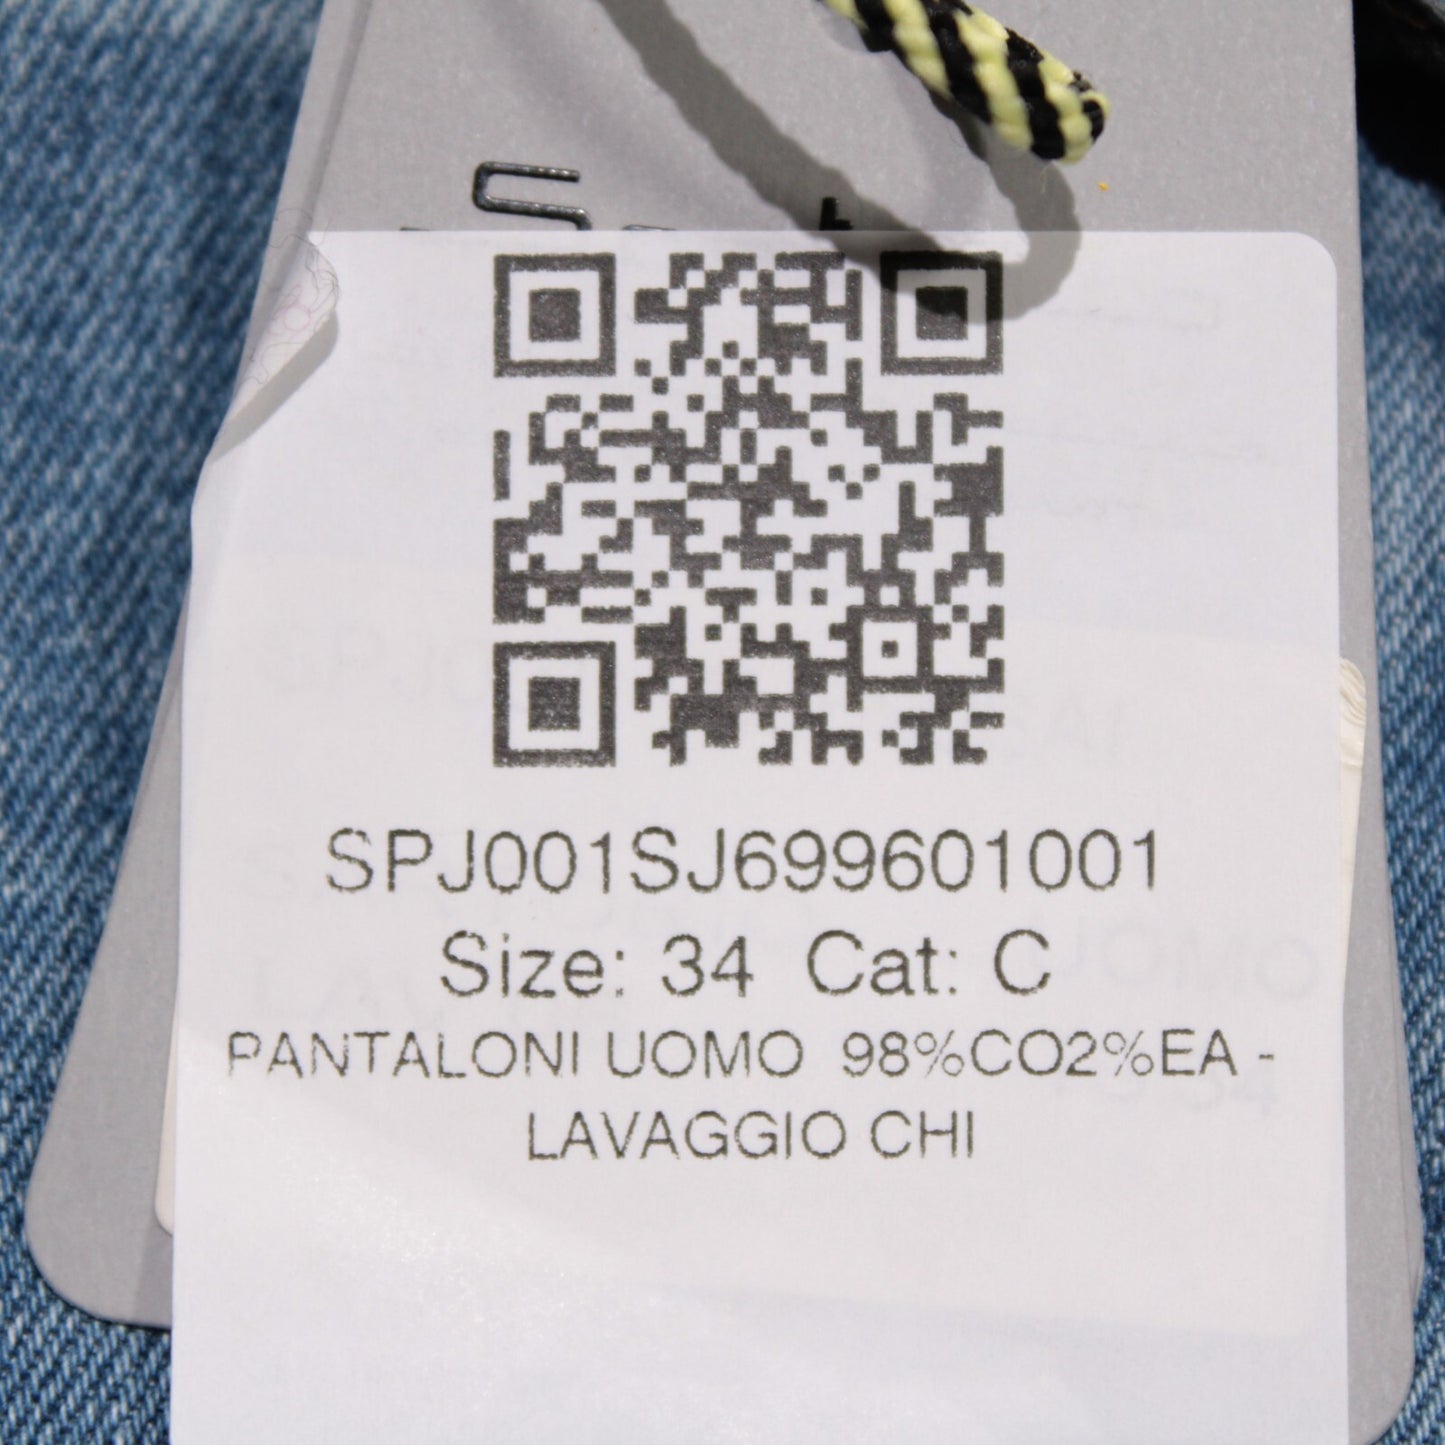 SPJ001SJ699601001
Size: 34 Cat: C
PANTALONI UOMO 98%CO2%EA -
LAVAGGIO CHI